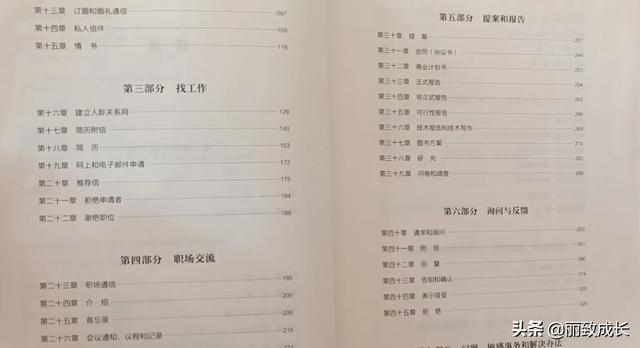 第十三章 订婚和婚礼通信 097
第十四章 私人信件 109
第十五章 情书 118
第三部分 找工作
第十六章 建立人际关系网 129
第十七章 简历附信 140
第十八章 简历 153
第十九章 网上和电子邮件申请 172
第二十章 推荐信 175
第二十一章 拒绝申请者 184
第二十二章 谢绝职位 188
第四部分 职场交流
第二十三章 职场通信 195
第二十四章 介绍 200
第二十五章 备忘录 206
第二十六章 会议通知、议程和记录 216
第五部分 提案和报告
第三十章 提案 237
第三十一章 合同(协议书)
第三十二章 商业计划书
第三十三章 正式报告
第三十四章 非正式报告
第三十五章 可行性报告
第三十六章 技术报告和技术写作
第三十七章 图书方案 274
第三十八章 研究
第三十九章 问卷和调查
第六部分 询问与反馈
第四十章 请求和询问 293
第四十一章 附信
第四十二章 回复
第四十三章 告知和确认 314
第四十四章 表示接受
第四十五章 拒绝
敏感事务和解决办法
头条 @丽致成长